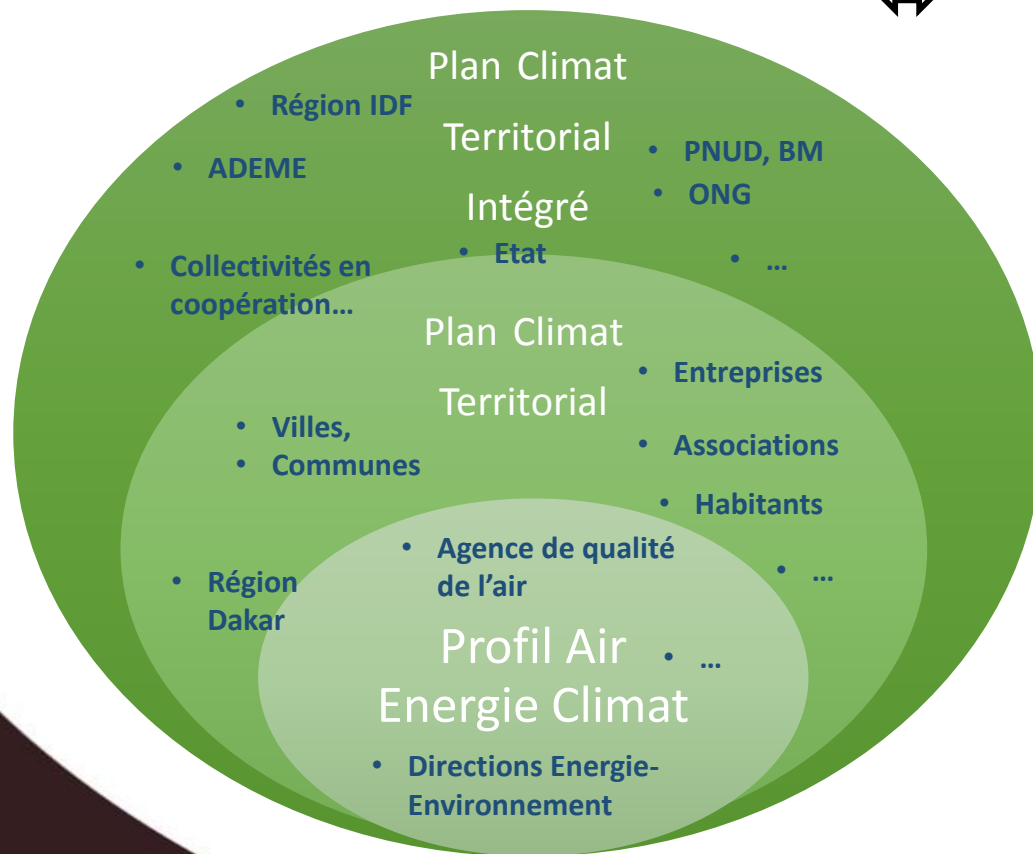 Plan Climat
Territorial
Intégré
• Région IDF
• ADEME
• Collectivités en
coopération…
• PNUD, BM
• ONG
• …
• Etat
Plan Climat
Territorial
• Villes,
• Communes
• Région
Dakar
• Entreprises
• Associations
• Habitants
• …
• Agence de qualité
de l’air
Profil Air
Energie Climat
• …
• Directions Energie-
Environnement